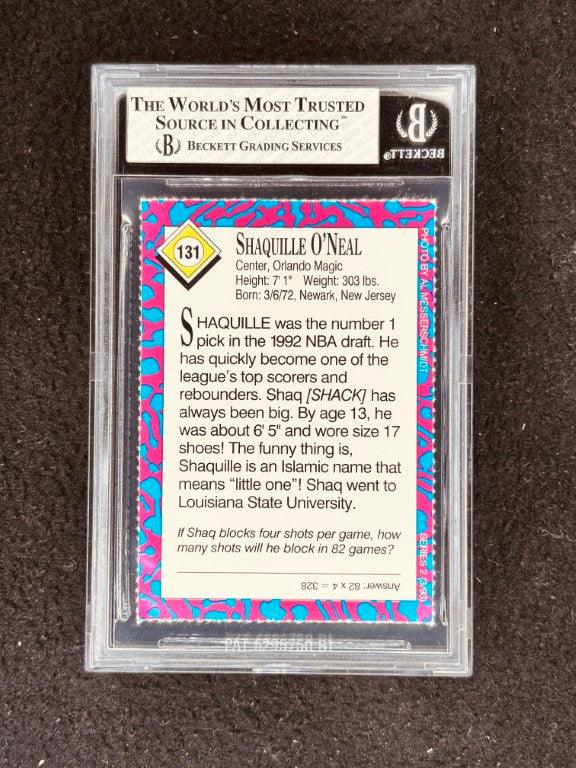 THE WORLD'S MOST TRUSTED
SOURCE IN COLLECTING™
B BECKETT GRADING SERVICES
B
BECKETT®
131
SHAQUILLE O'NEAL
Center, Orlando Magic
Height: 7' 1" Weight: 303 lbs.
Born: 3/6/72, Newark, New Jersey
SHAQUILLE was the number 1
pick in the 1992 NBA draft. He
has quickly become one of the
league's top scorers and
rebounders. Shaq [SHACK] has
always been big. By age 13, he
was about 6' 5" and wore size 17
shoes! The funny thing is,
Shaquille is an Islamic name that
means "little one"! Shaq went to
Louisiana State University.
If Shaq blocks four shots per game, how
many shots will he block in 82 games?
Answer: 82 x 4 = 328
PHOTO BY AL MESSERSCHMIDT
SERIES 2 (3/93)